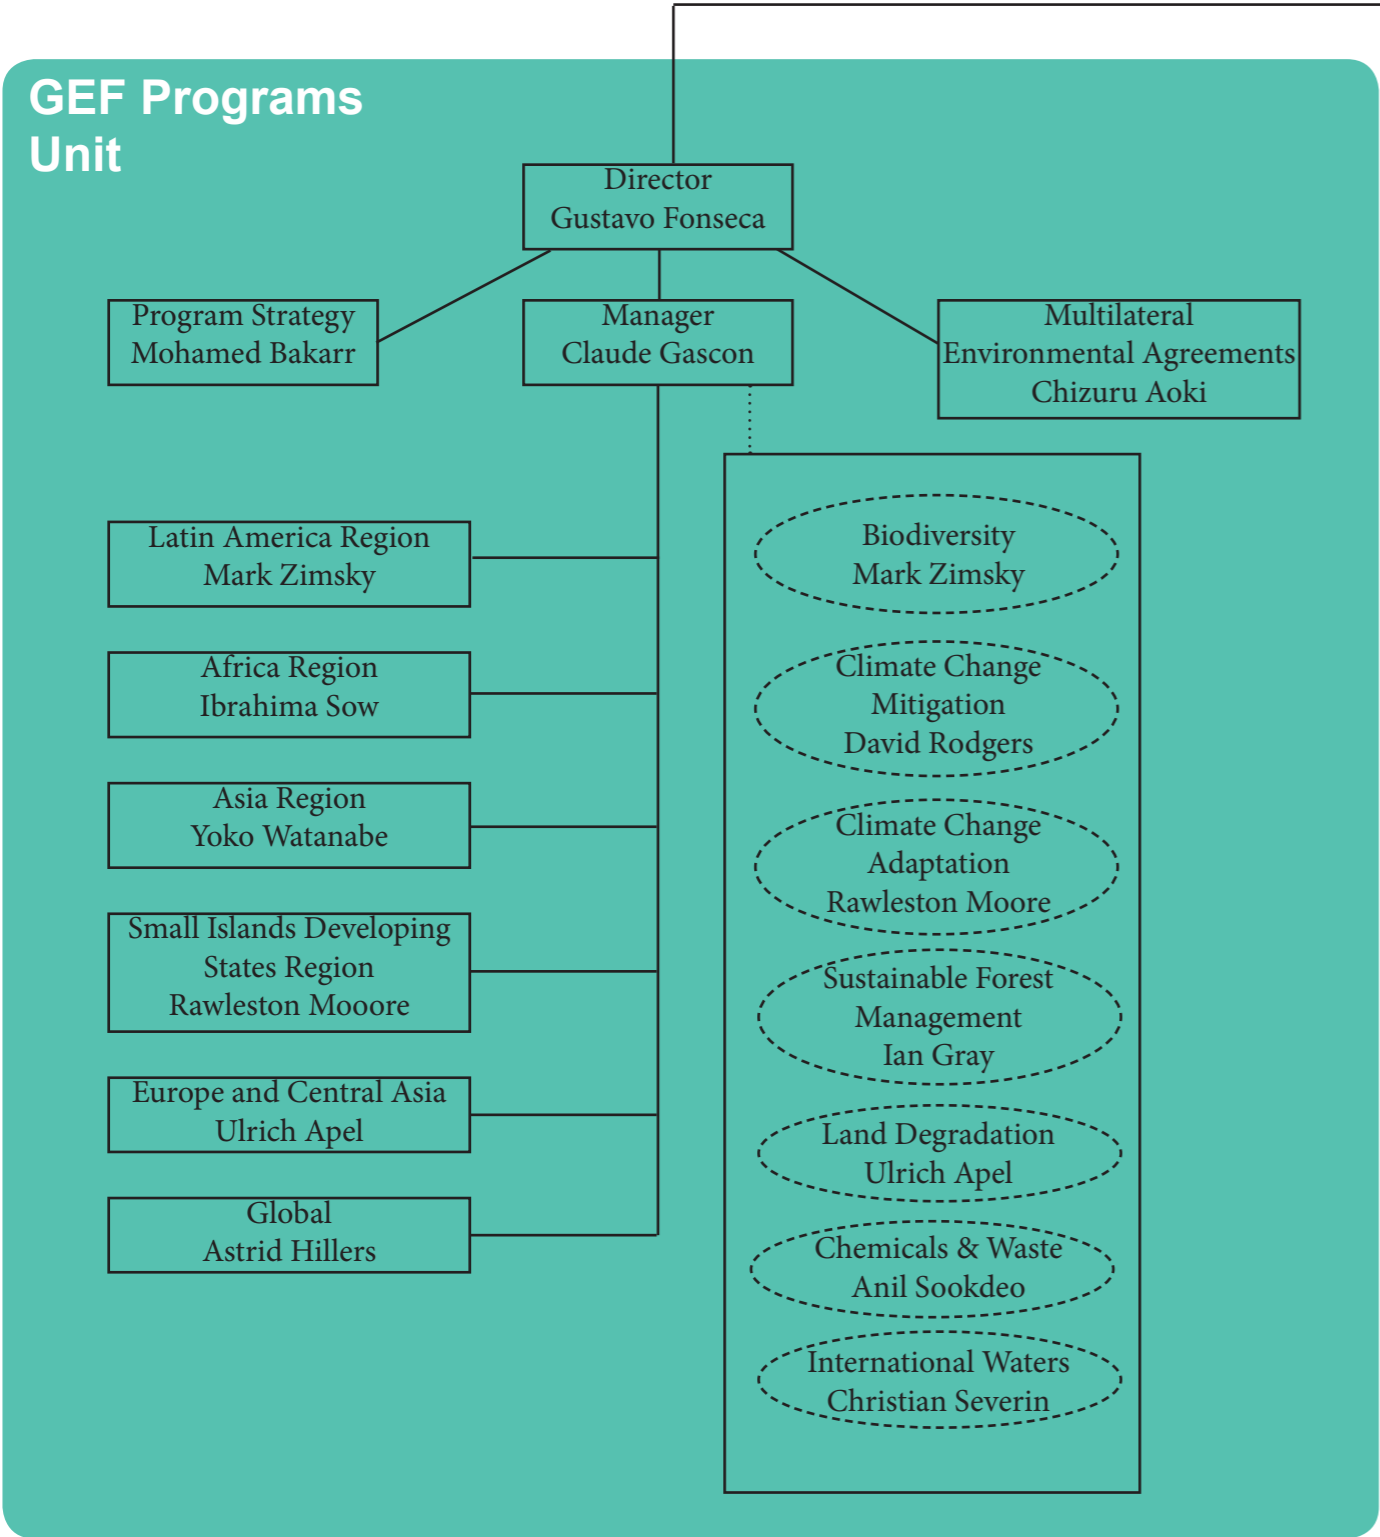 GEF Programs
Unit
Director
Gustavo Fonseca
Program Strategy
Mohamed Bakarr
Manager
Claude Gascon
Multilateral
Environmental Agreements
Chizuru Aoki
Latin America Region
Mark Zimsky
Africa Region
Ibrahima Sow
Asia Region
Yoko Watanabe
Small Islands Developing
States Region
Rawleston Mooore
Europe and Central Asia
Ulrich Apel
Global
Astrid Hillers
Biodiversity
Mark Zimsky
Climate Change
Mitigation
David Rodgers
Climate Change
Adaptation
Rawleston Moore
Sustainable Forest
Management
Ian Gray
Land Degradation
Ulrich Apel
Chemicals & Waste
Anil Sookdeo
International Waters
Christian Severin